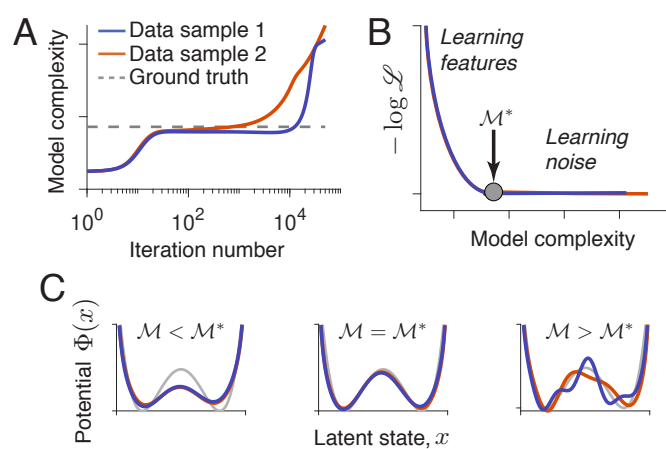 A
Data sample 1
Data sample 2
Ground truth
Model complexity
10^0
10^2
10^4
Iteration number
B
Learning
features
M*
Learning
noise
− log ℒ
Model complexity
C
ℳ < ℳ*
ℳ = ℳ*
ℳ > ℳ*
Potential Φ(x)
Latent state, x